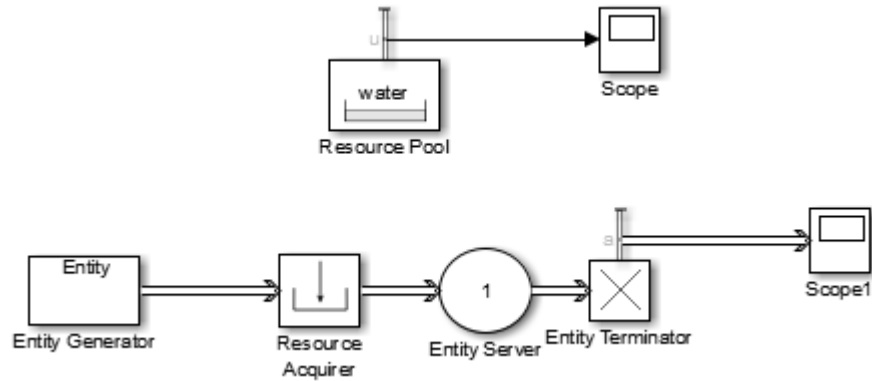 u
water
Scope
Resource Pool
a
Entity
1
Scope1
Entity Generator
Resource
Acquirer
Entity Server
Entity Terminator